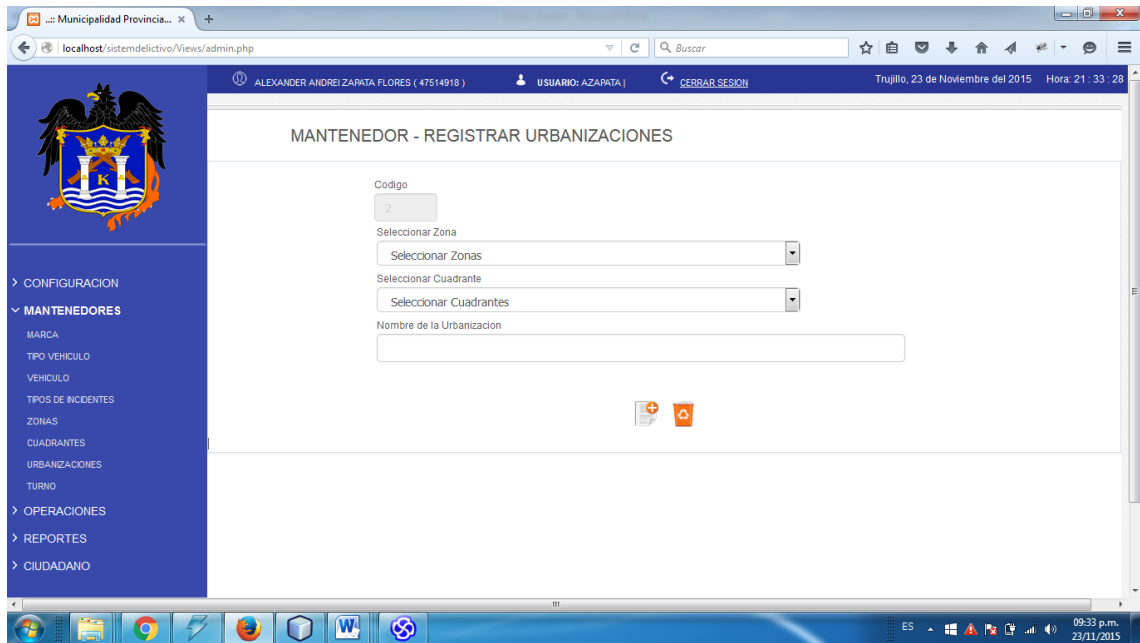 ..:: Municipalidad Provincia... × +
localhost/sistemdelictivo/Views/admin.php
Buscar
ALEXANDER ANDREI ZAPATA FLORES ( 47514918 ) USUARIO: AZAPATA | CERRAR SESION Trujillo, 23 de Noviembre del 2015 Hora: 21 : 33 : 28
K
MANTENEDOR - REGISTRAR URBANIZACIONES
Codigo
2
Seleccionar Zona
Seleccionar Zonas
Seleccionar Cuadrante
Seleccionar Cuadrantes
Nombre de la Urbanizacion
> CONFIGURACION
MANTENEDORES
MARCA
TIPO VEHICULO
VEHICULO
TIPOS DE INCIDENTES
ZONAS
CUADRANTES
URBANIZACIONES
TURNO
> OPERACIONES
> REPORTES
> CIUDADANO
W
ES
09:33 p.m.
23/11/2015